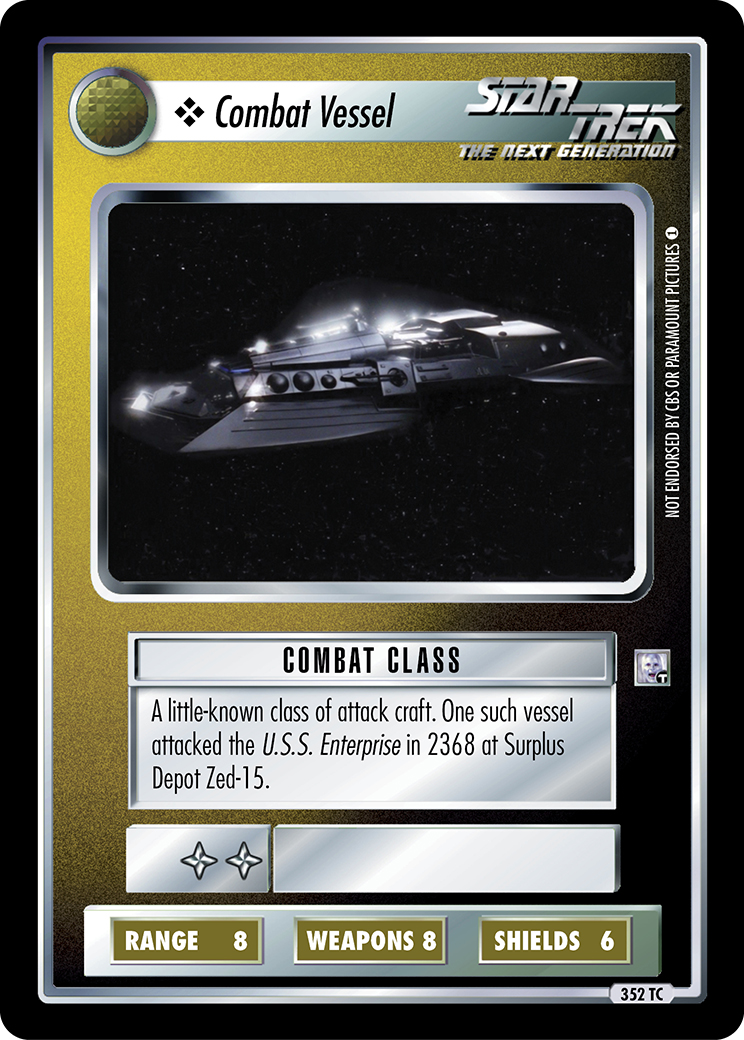 ❖ Combat Vessel
STAR TREK
THE NEXT GENERATION
NOT ENDORSED BY CBS OR PARAMOUNT PICTURES 1
COMBAT CLASS
A little-known class of attack craft. One such vessel
attacked the U.S.S. Enterprise in 2368 at Surplus
Depot Zed-15.
T
RANGE 8 WEAPONS 8 SHIELDS 6
352 TC